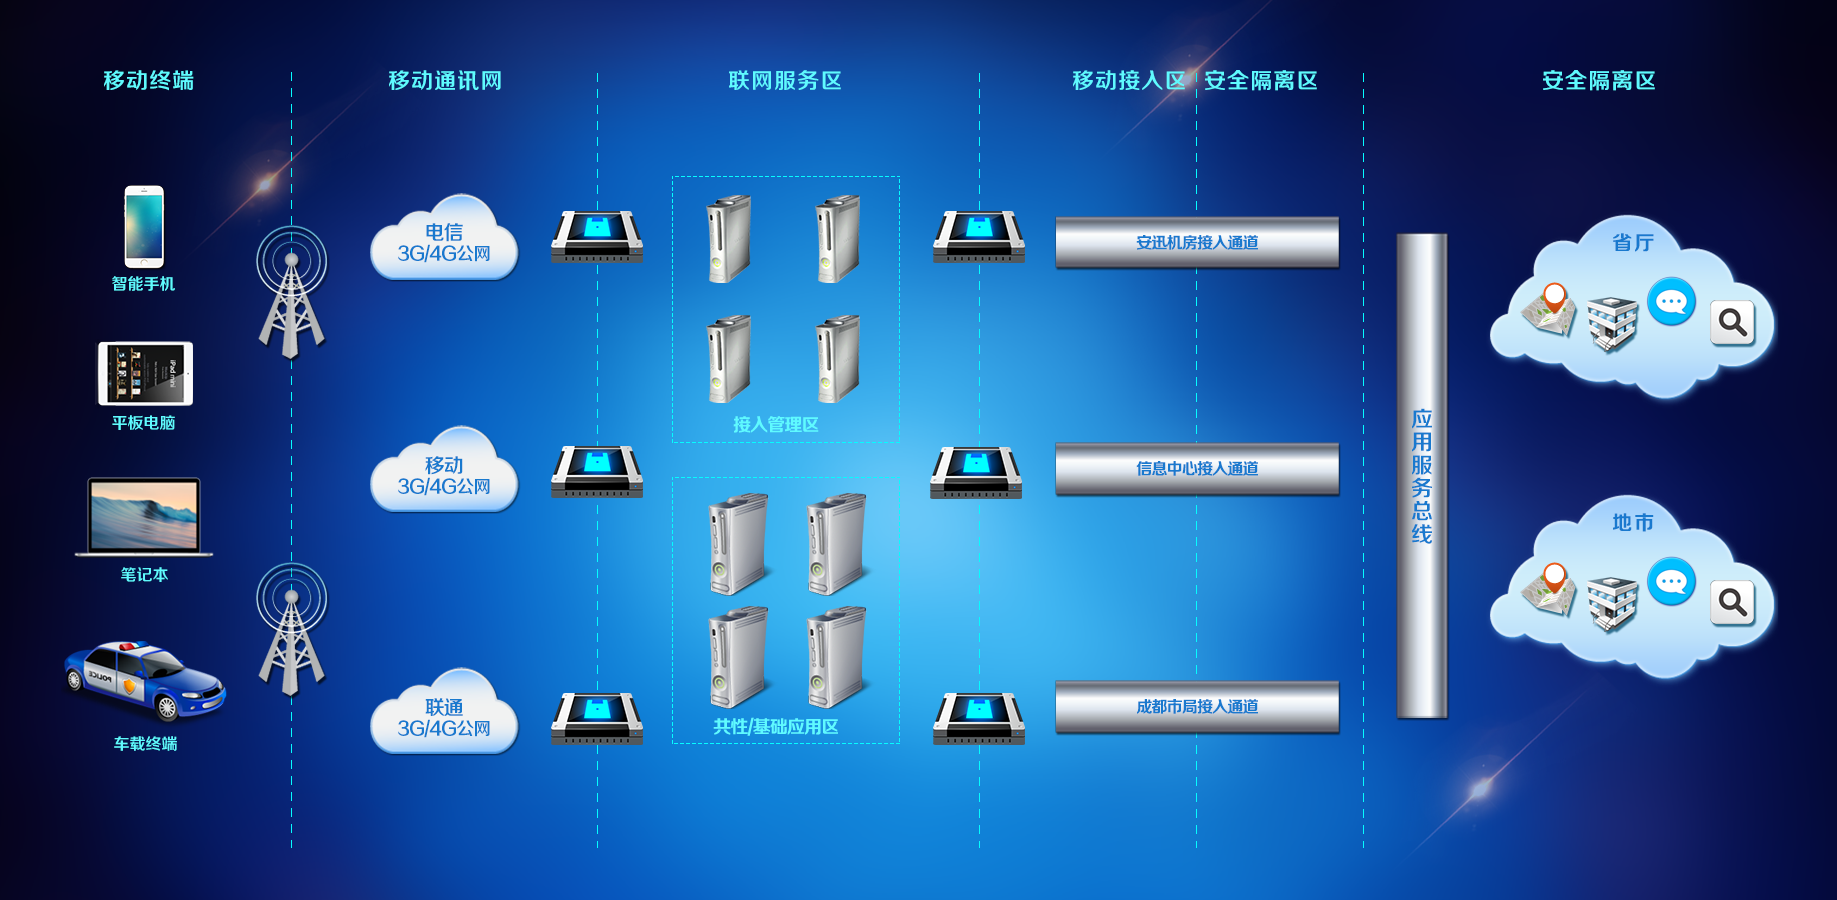 移动终端
移动通讯网
联网服务区
移动接入区
安全隔离区
安全隔离区
智能手机
iPad mini
平板电脑
笔记本
POLICE
车载终端
电信
3G/4G公网
移动
3G/4G公网
联通
3G/4G公网
接入管理区
共性/基础应用区
安迅机房接入通道
信息中心接入通道
成都市局接入通道
应用服务总线
省厅
地市